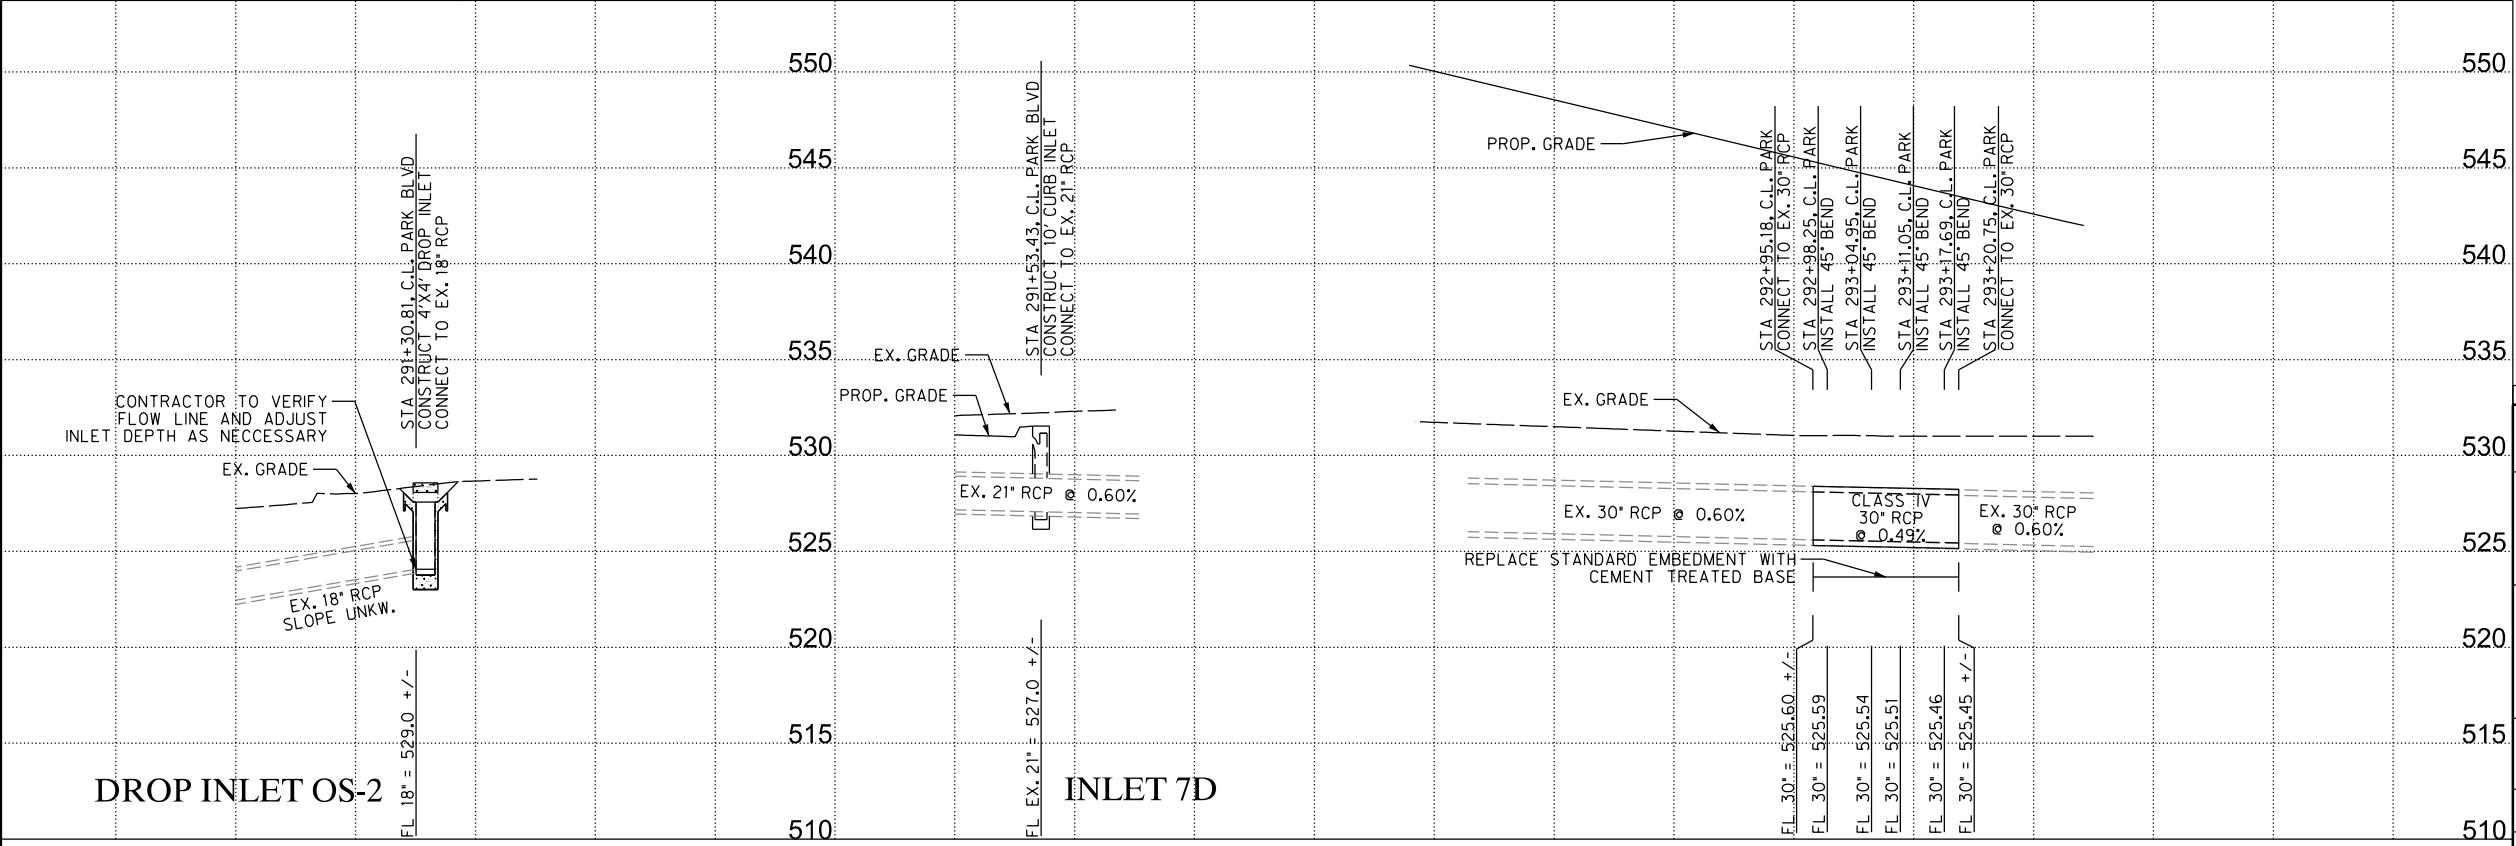 550
545
540
535
530
525
520
515
510
STA 291+30.81, C.L. PARK BLVD
CONSTRUCT 4'X4' DROP INLET
CONNECT TO EX. 18" RCP
CONTRACTOR TO VERIFY
FLOW LINE AND ADJUST
INLET DEPTH AS NECCESSARY
EX. GRADE
EX. 18" RCP
SLOPE UNKW.
FL 18" = 529.0 +/-
DROP INLET OS-2
STA 291+53.43, C.L. PARK BLVD
CONSTRUCT 10' CURB INLET
CONNECT TO EX. 21" RCP
EX. GRADE
PROP. GRADE
EX. 21" RCP @ 0.60%
FL EX. 21" = 527.0 +/-
INLET 7D
PROP. GRADE
STA 292+95.18, C.L. PARK
CONNECT TO EX. 30" RCP
STA 292+98.25, C.L. PARK
INSTALL 45° BEND
STA 293+04.95, C.L. PARK
INSTALL 45° BEND
STA 293+11.05, C.L. PARK
INSTALL 45° BEND
STA 293+17.69, C.L. PARK
INSTALL 45° BEND
STA 293+20.75, C.L. PARK
CONNECT TO EX. 30" RCP
EX. GRADE
EX. 30" RCP @ 0.60%
CLASS IV
30" RCP
@ 0.49%
EX. 30" RCP
@ 0.60%
REPLACE STANDARD EMBEDMENT WITH
CEMENT TREATED BASE
FL 30" = 525.60 +/-
FL 30" = 525.59
FL 30" = 525.54
FL 30" = 525.51
FL 30" = 525.46
FL 30" = 525.45 +/-
550
545
540
535
530
525
520
515
510